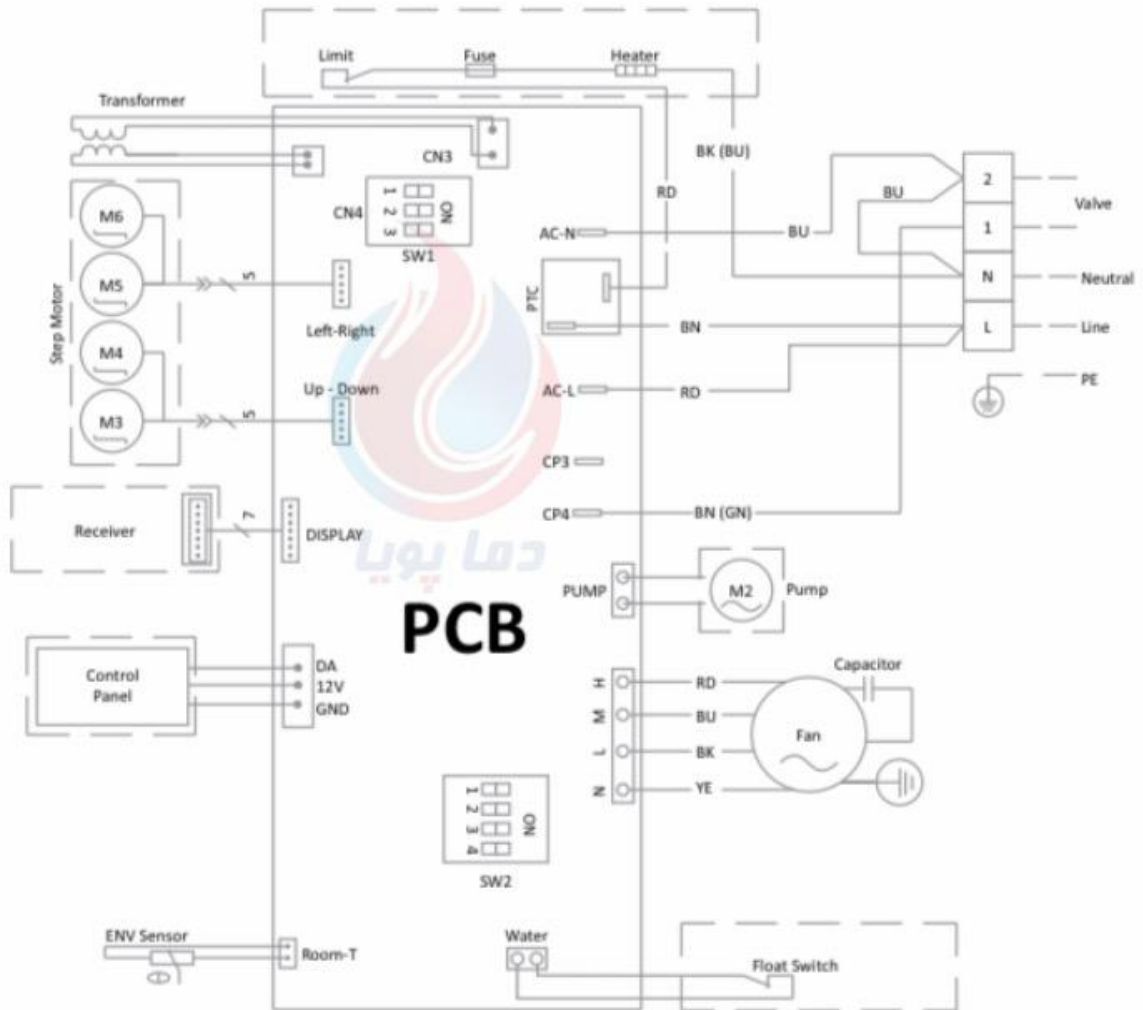 Limit
Fuse
Heater
Transformer
CN3
BK (BU)
RD
2
BU
Valve
1
CN4
1
2
3
ON
SW1
AC-N
BU
M6
M5
M4
M3
Step Motor
5
Left-Right
PTC
N
Neutral
BN
L
Line
Up - Down
AC-L
RD
PE
5
CP3
Receiver
7
DISPLAY
CP4
BN (GN)
دما پویا
PUMP
M2
Pump
PCB
Control
Panel
DA
12V
GND
Capacitor
H
RD
M
BU
Fan
L
BK
N
YE
1
2
3
4
ON
SW2
ENV Sensor
Room-T
Water
Float Switch